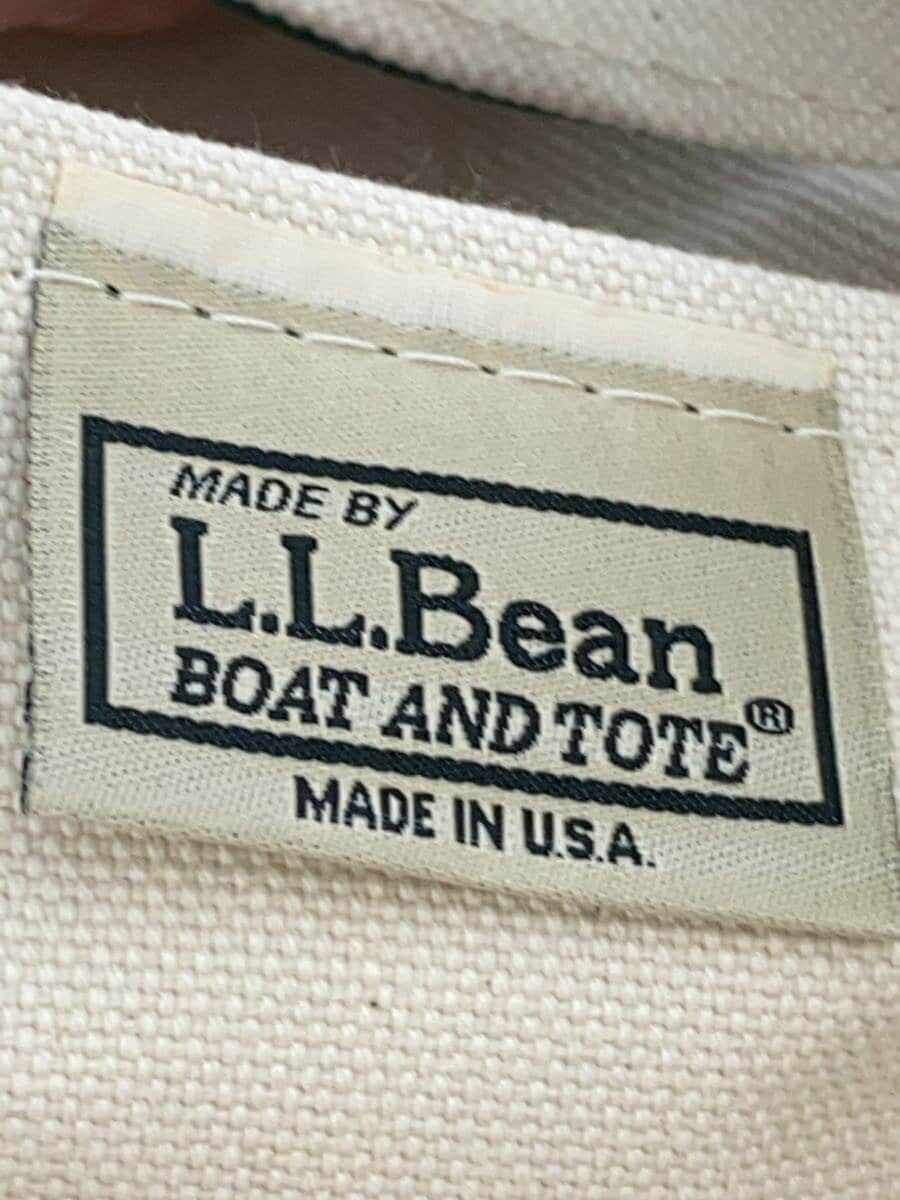 MADE BY
L.L.Bean
BOAT AND TOTE®
MADE IN U.S.A.